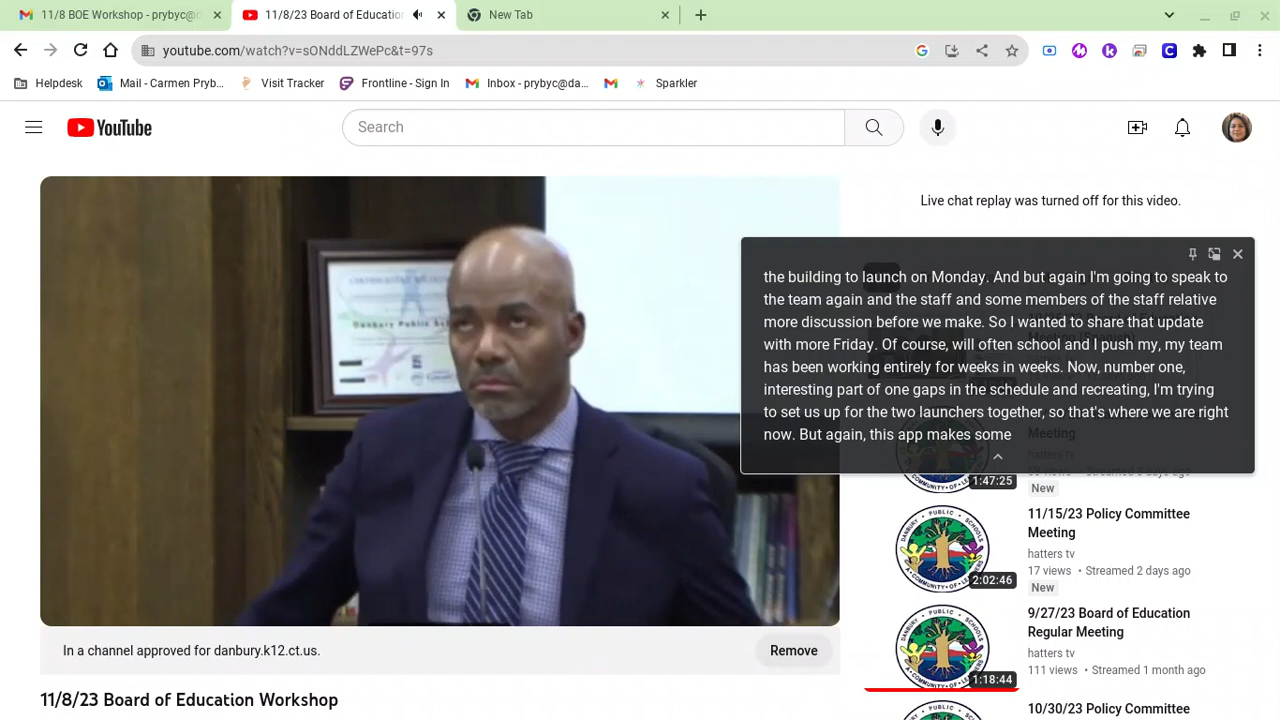 11/8 BOE Workshop - prybyc@
11/8/23 Board of Education
New Tab
youtube.com/watch?v=sONddLZWePc&t=97s
Helpdesk
Mail - Carmen Pryb...
Visit Tracker
Frontline - Sign In
Inbox - prybyc@da...
Sparkler
YouTube
Search
Live chat replay was turned off for this video.
the building to launch on Monday. And but again I'm going to speak to
the team again and the staff and some members of the staff relative
more discussion before we make. So I wanted to share that update
with more Friday. Of course, will often school and I push my, my team
has been working entirely for weeks in weeks. Now, number one,
interesting part of one gaps in the schedule and recreating, I'm trying
to set us up for the two launchers together, so that's where we are right
now. But again, this app makes some
Meeting
1:47:25
New
11/15/23 Policy Committee
Meeting
hatters tv
17 views • Streamed 2 days ago
2:02:46
New
9/27/23 Board of Education
Regular Meeting
hatters tv
111 views • Streamed 1 month ago
1:18:44
10/30/23 Policy Committee
In a channel approved for danbury.k12.ct.us.
Remove
11/8/23 Board of Education Workshop